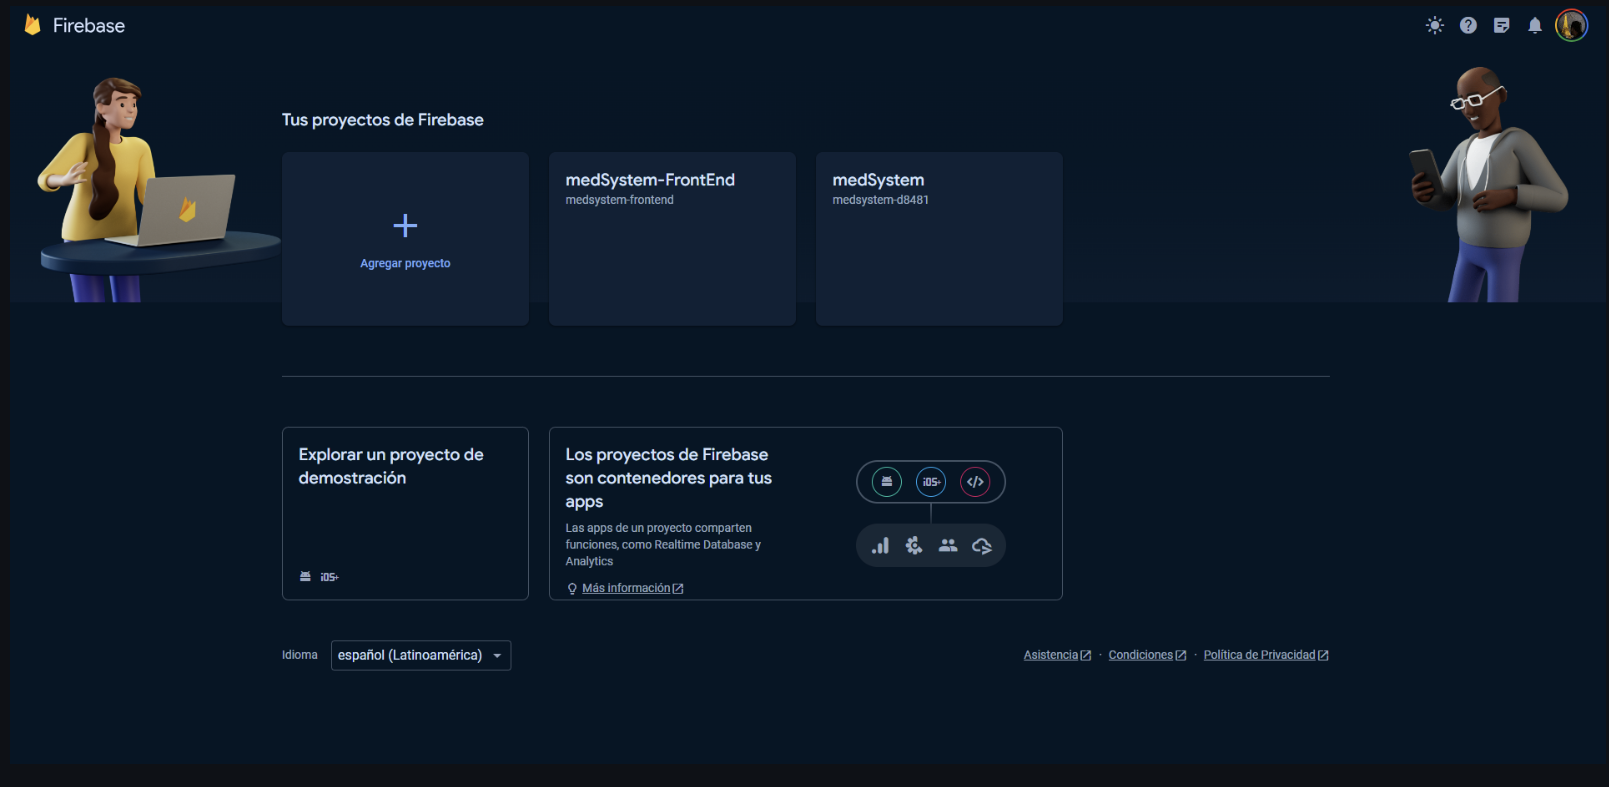 Firebase
Tus proyectos de Firebase
Agregar proyecto
medSystem-FrontEnd
medsystem-frontend
medSystem
medsystem-d8481
Explorar un proyecto de
demostración
iOS+
Los proyectos de Firebase
son contenedores para tus
apps
Las apps de un proyecto comparten
funciones, como Realtime Database y
Analytics
Más información
iOS+
Idioma
español (Latinoamérica)
Asistencia · Condiciones · Política de Privacidad